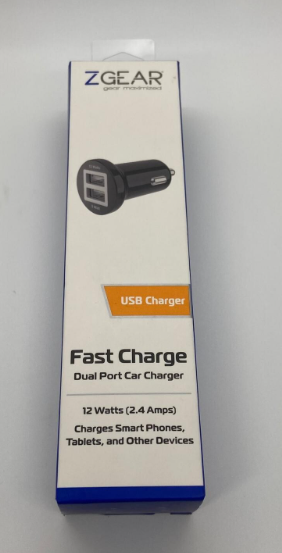 ZGEAR
gear maximized
USB Charger
Fast Charge
Dual Port Car Charger
12 Watts (2.4 Amps)
Charges Smart Phones,
Tablets, and Other Devices